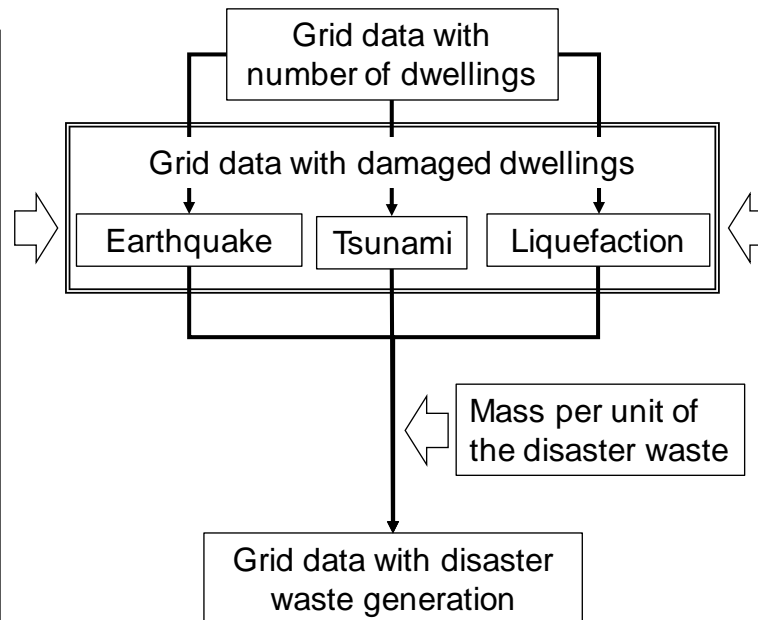 Grid data with
number of dwellings
Grid data with damaged dwellings
Earthquake
Tsunami
Liquefaction
Mass per unit of
the disaster waste
Grid data with disaster
waste generation